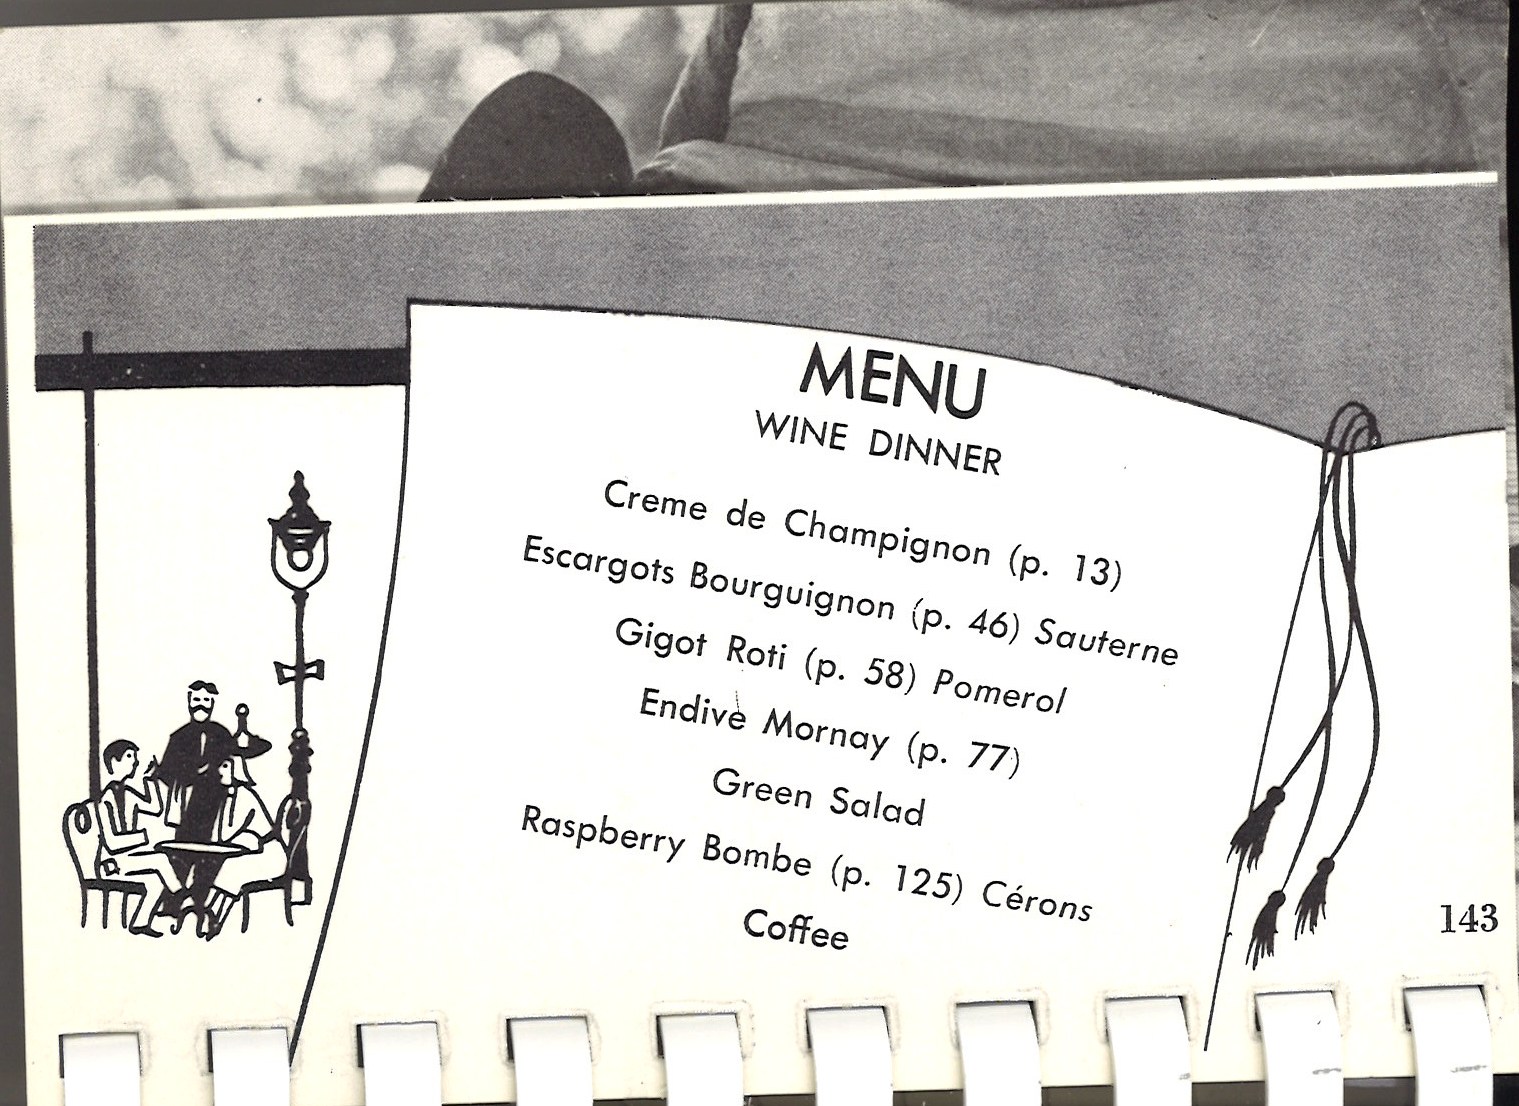 MENU
WINE DINNER
Creme de Champignon (p. 13)
Escargots Bourguignon (p. 46) Sauterne
Gigot Roti (p. 58) Pomerol
Endive Mornay (p. 77)
Green Salad
Raspberry Bombe (p. 125) Cérons
Coffee
143